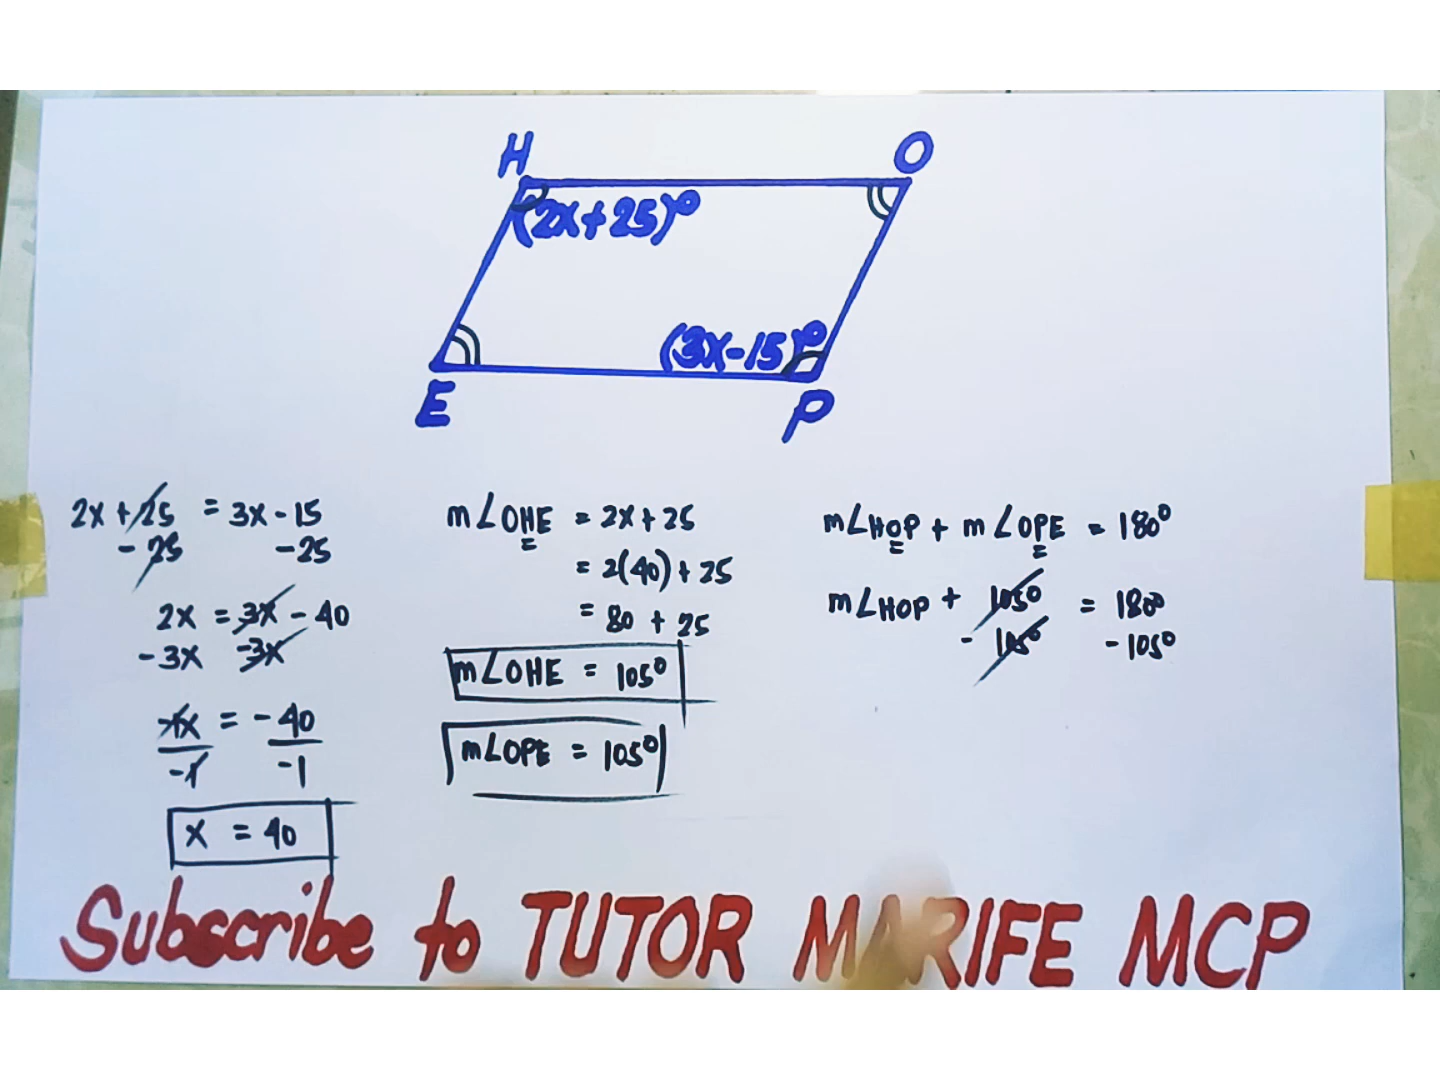 H O
(2x+25)°
(3x-15)°
E P
2x + 25 = 3x - 15
- 25 - 25
2x = 3x - 40
- 3x - 3x
-1x = - 40
-1 -1
x = 40
m∠OHE = 2x + 25
= 2(40) + 25
= 80 + 25
m∠OHE = 105°
m∠OPE = 105°
m∠HOP + m∠OPE = 180°
m∠HOP + 105° = 180°
- 105° - 105°
Subscribe to TUTOR MARIFE MCP